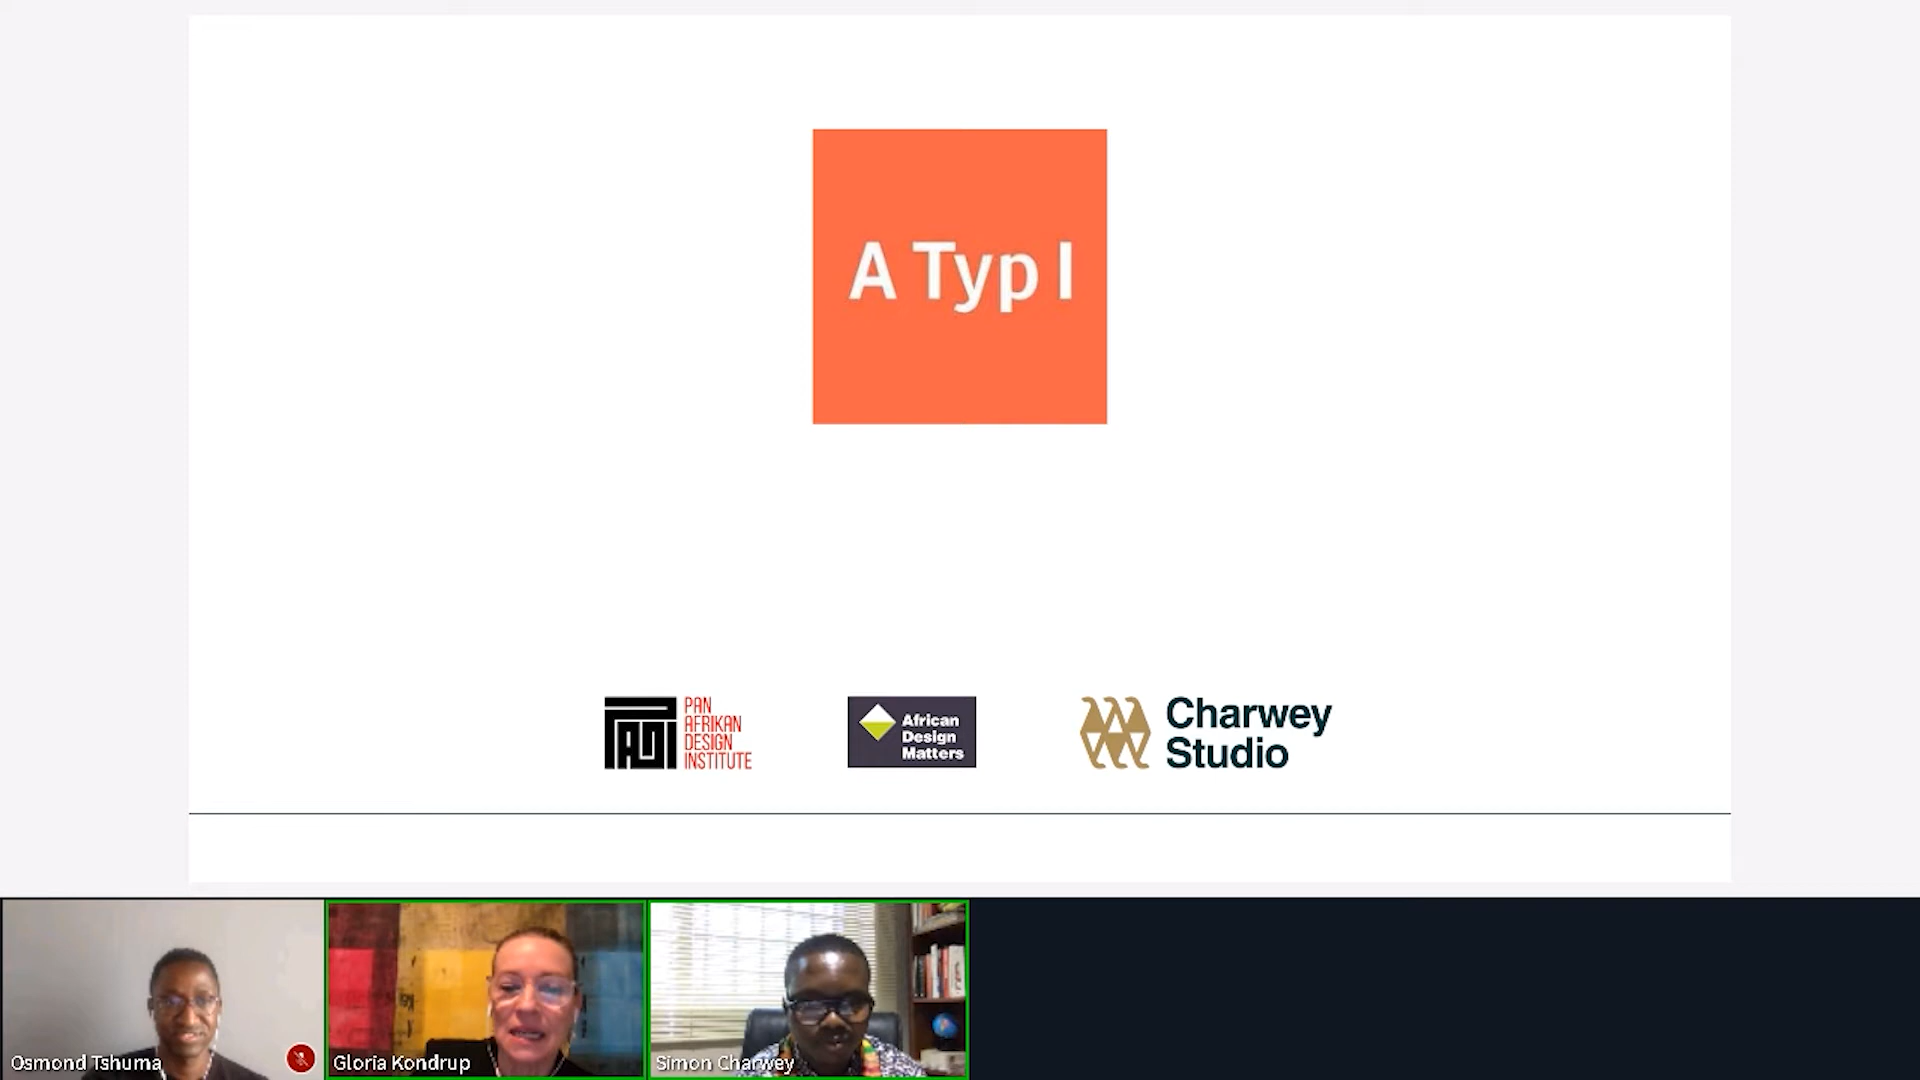 A Typ I
PAN
AFRIKAN
DESIGN
INSTITUTE
African
Design
Matters
Charwey
Studio
Osmond Tshuma
Gloria Kondrup
Simon Charwey